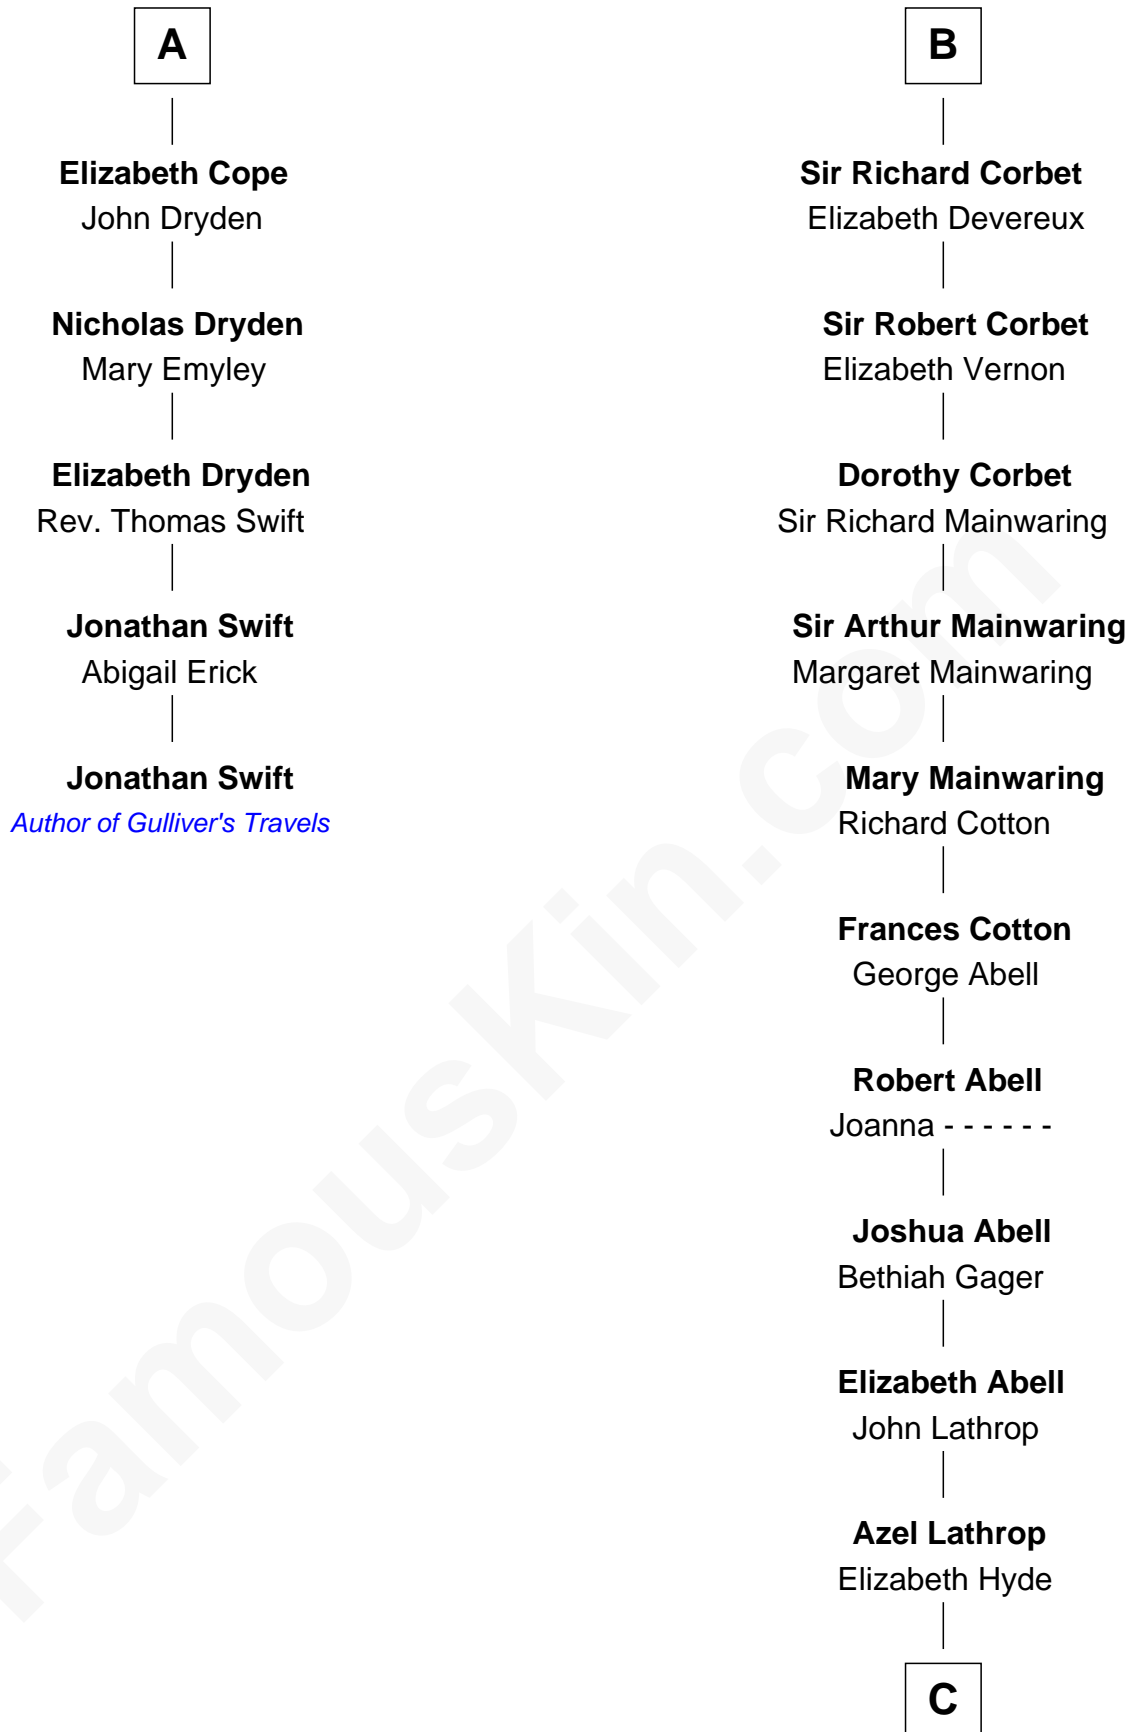 A
Elizabeth Cope
John Dryden
Nicholas Dryden
Mary Emyley
Elizabeth Dryden
Rev. Thomas Swift
Jonathan Swift
Abigail Erick
Jonathan Swift
Author of Gulliver's Travels
B
Sir Richard Corbet
Elizabeth Devereux
Sir Robert Corbet
Elizabeth Vernon
Dorothy Corbet
Sir Richard Mainwaring
Sir Arthur Mainwaring
Margaret Mainwaring
Mary Mainwaring
Richard Cotton
Frances Cotton
George Abell
Robert Abell
Joanna - - - - - -
Joshua Abell
Bethiah Gager
Elizabeth Abell
John Lathrop
Azel Lathrop
Elizabeth Hyde
C
FamousKin.com